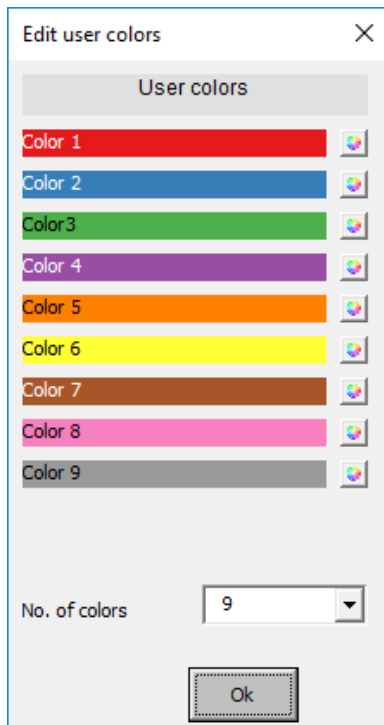 Edit user colors
User colors
Color 1
Color 2
Color3
Color 4
Color 5
Color 6
Color 7
Color 8
Color 9
No. of colors 9
Ok